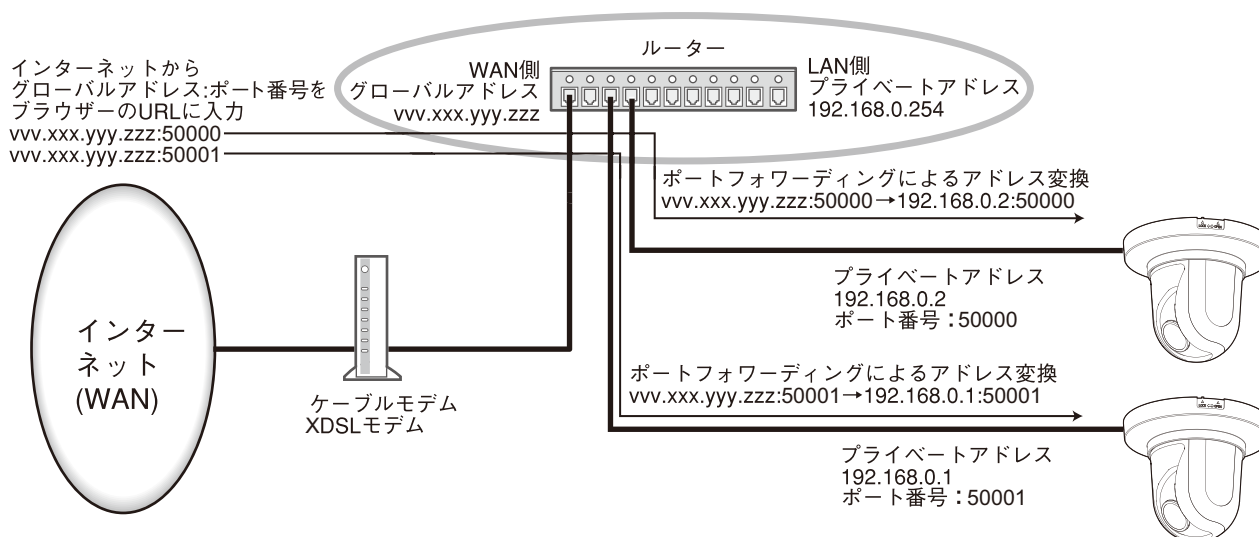 ルーター
インターネットから
グローバルアドレス:ポート番号を
ブラウザーのURLに入力
vvv.xxx.yyy.zzz:50000
vvv.xxx.yyy.zzz:50001
WAN側
グローバルアドレス
vvv.xxx.yyy.zzz
LAN側
プライベートアドレス
192.168.0.254
ポートフォワーディングによるアドレス変換
vvv.xxx.yyy.zzz:50000→192.168.0.2:50000
プライベートアドレス
192.168.0.2
ポート番号：50000
インター
ネット
(WAN)
ケーブルモデム
XDSLモデム
ポートフォワーディングによるアドレス変換
vvv.xxx.yyy.zzz:50001→192.168.0.1:50001
プライベートアドレス
192.168.0.1
ポート番号：50001